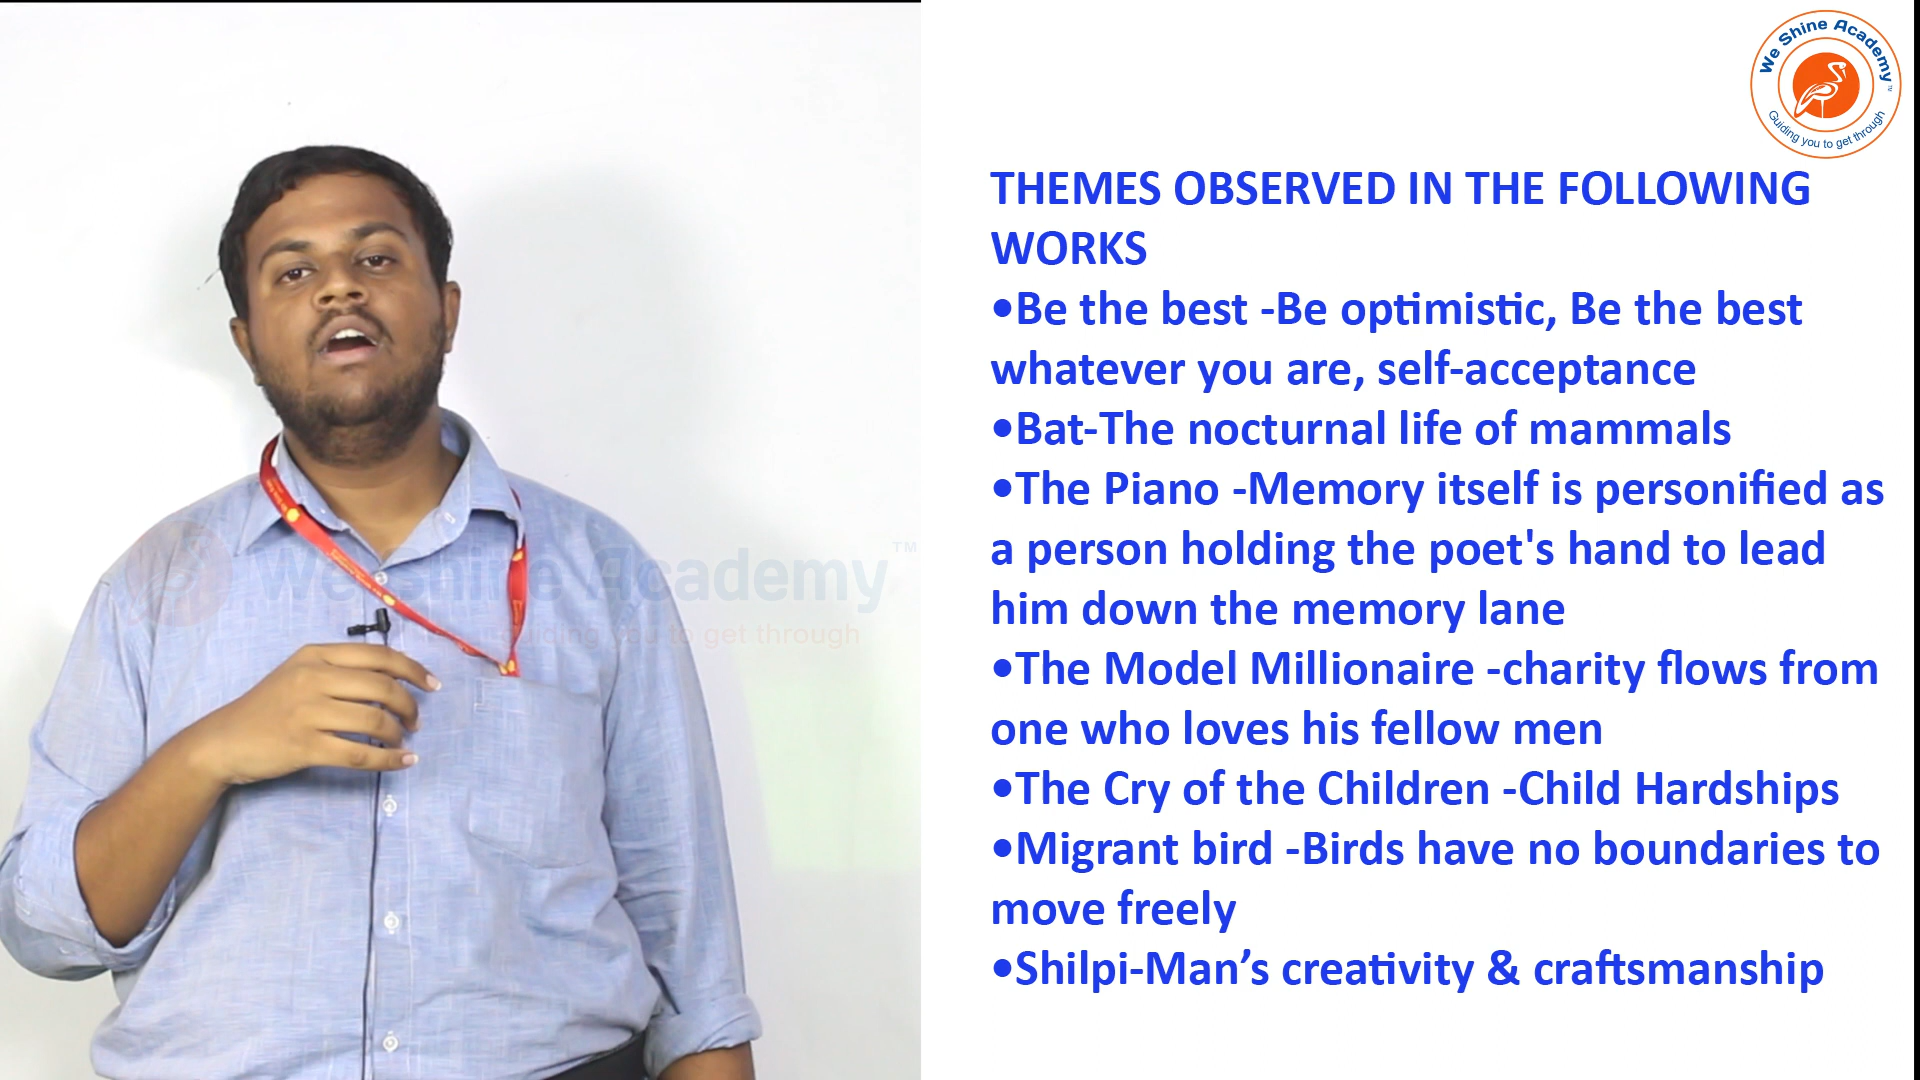 We Shine Academy™
Guiding you to get through
THEMES OBSERVED IN THE FOLLOWING
WORKS
•Be the best -Be optimistic, Be the best
whatever you are, self-acceptance
•Bat-The nocturnal life of mammals
•The Piano -Memory itself is personified as
a person holding the poet's hand to lead
him down the memory lane
•The Model Millionaire -charity flows from
one who loves his fellow men
•The Cry of the Children -Child Hardships
•Migrant bird -Birds have no boundaries to
move freely
•Shilpi-Man’s creativity & craftsmanship
We Shine Academy™
guiding you to get through